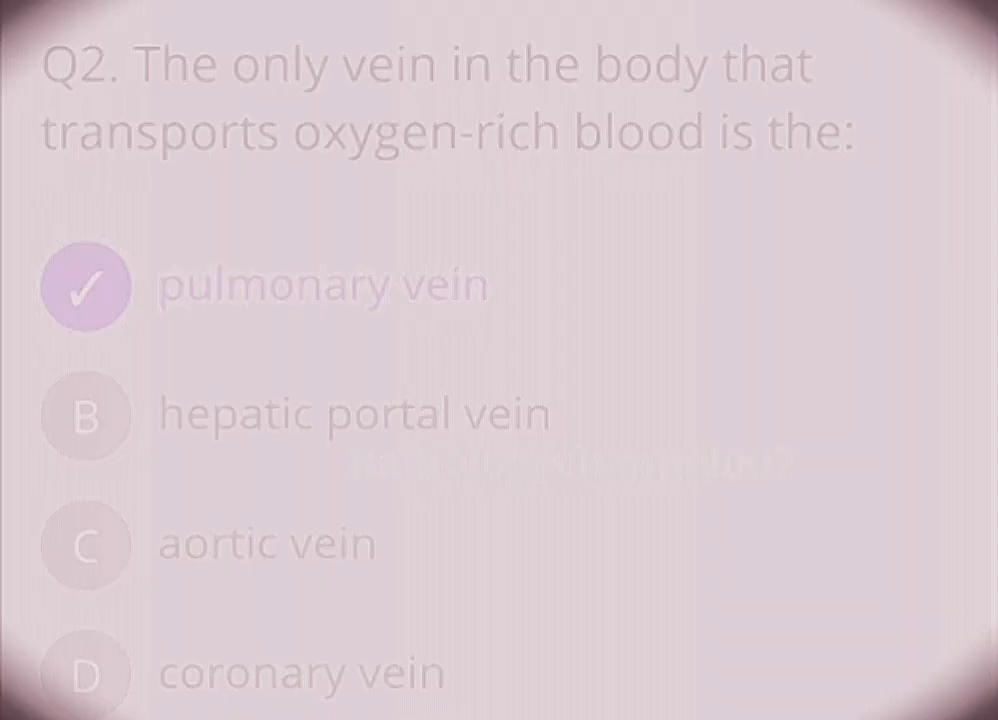 Q2. The only vein in the body that
transports oxygen-rich blood is the:
✓ pulmonary vein
B hepatic portal vein
C aortic vein
D coronary vein